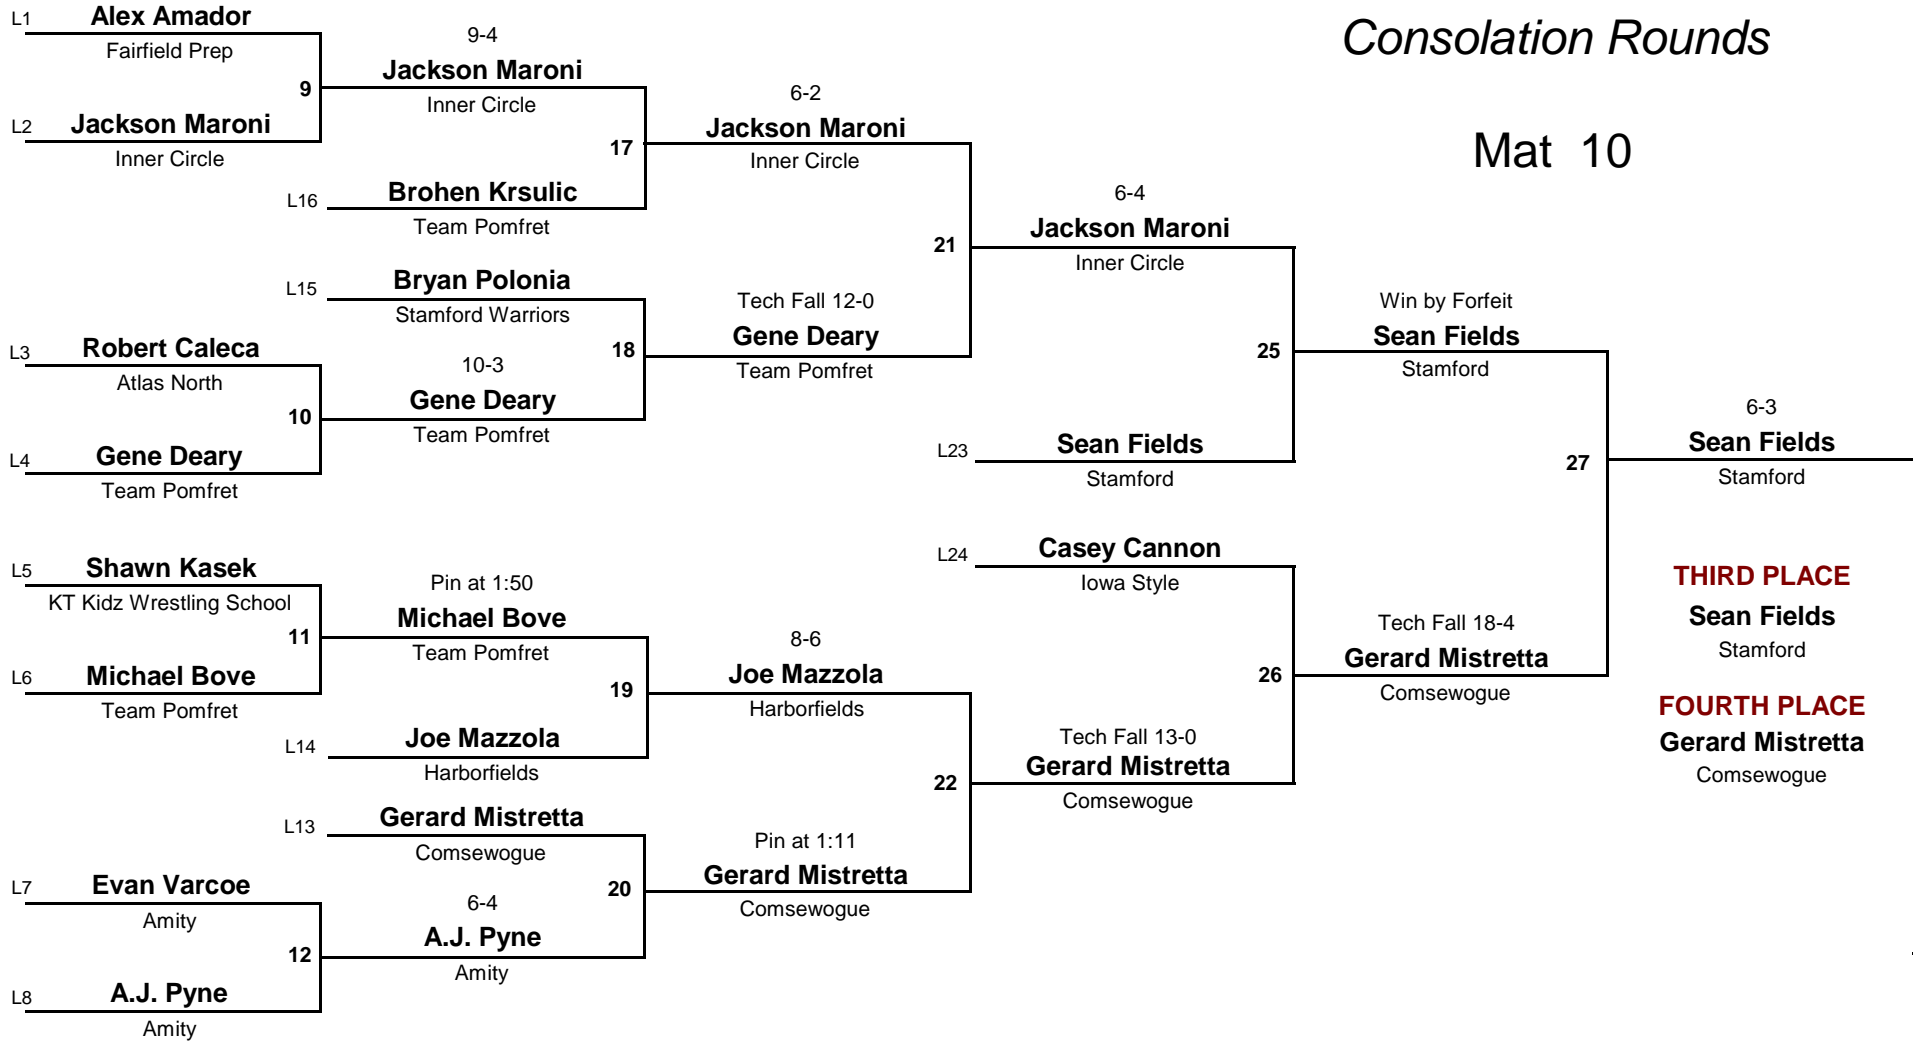 Consolation Rounds
Mat 10
L1
Alex Amador
Fairfield Prep
9
L2
Jackson Maroni
Inner Circle
L3
Robert Caleca
Atlas North
10
L4
Gene Deary
Team Pomfret
L5
Shawn Kasek
KT Kidz Wrestling School
11
L6
Michael Bove
Team Pomfret
L7
Evan Varcoe
Amity
12
L8
A.J. Pyne
Amity
9-4
Jackson Maroni
Inner Circle
17
L16
Brohen Krsulic
Team Pomfret
L15
Bryan Polonia
Stamford Warriors
18
10-3
Gene Deary
Team Pomfret
Pin at 1:50
Michael Bove
Team Pomfret
19
L14
Joe Mazzola
Harborfields
L13
Gerard Mistretta
Comsewogue
20
6-4
A.J. Pyne
Amity
6-2
Jackson Maroni
Inner Circle
21
Tech Fall 12-0
Gene Deary
Team Pomfret
8-6
Joe Mazzola
Harborfields
22
Pin at 1:11
Gerard Mistretta
Comsewogue
6-4
Jackson Maroni
Inner Circle
25
L23
Sean Fields
Stamford
L24
Casey Cannon
Iowa Style
26
Tech Fall 13-0
Gerard Mistretta
Comsewogue
Win by Forfeit
Sean Fields
Stamford
27
Tech Fall 18-4
Gerard Mistretta
Comsewogue
6-3
Sean Fields
Stamford
THIRD PLACE
Sean Fields
Stamford
FOURTH PLACE
Gerard Mistretta
Comsewogue